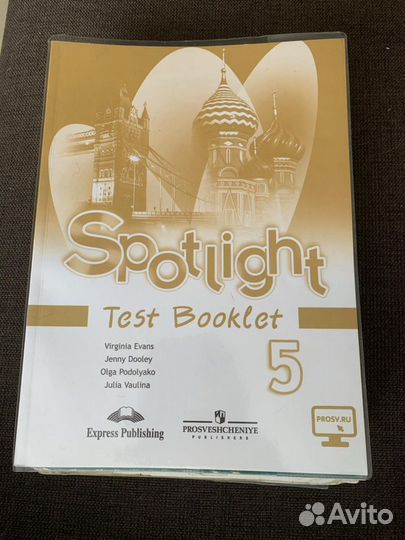 Spotlight
Test Booklet
Virginia Evans
Jenny Dooley
Olga Podolyako
Julia Vaulina
5
Express Publishing
PROSVESHCHENIYE
PUBLISHERS
PROSV.RU
Avito